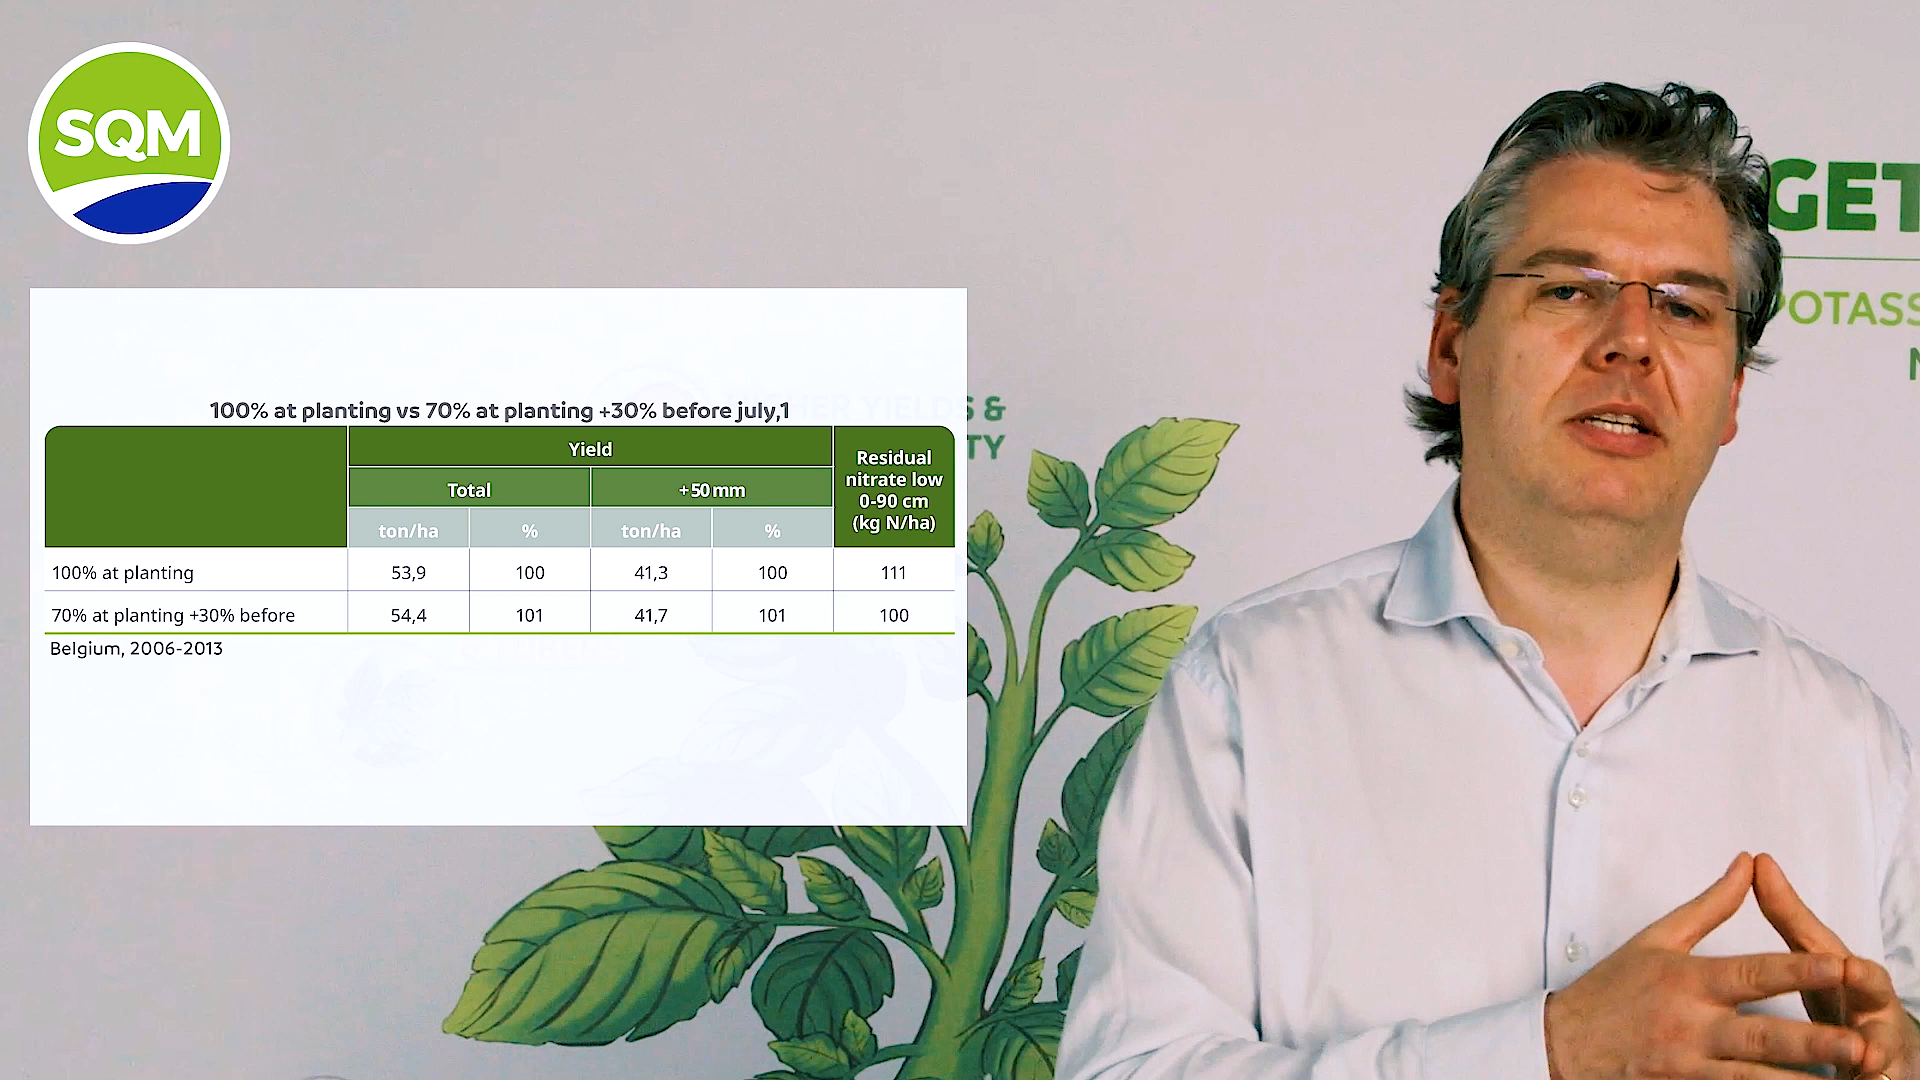 SQM
GET
POTASS
N
S &
TY
100% at planting vs 70% at planting +30% before july,1
Yield
Residual nitrate low 0-90 cm (kg N/ha)
Total
+50mm
ton/ha
%
ton/ha
%
100% at planting 53,9 100 41,3 100 111
70% at planting +30% before 54,4 101 41,7 101 100
Belgium, 2006-2013